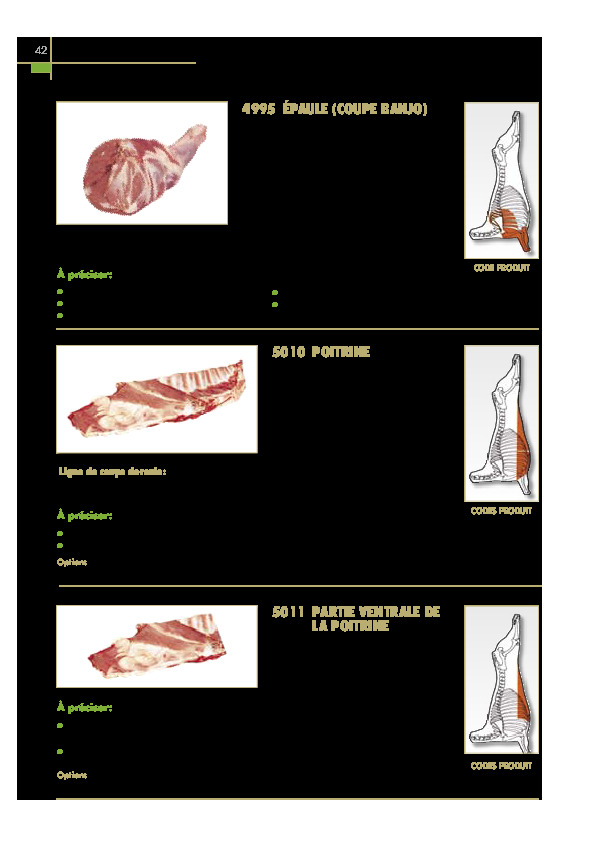 42
4995 ÉPAULE (COUPE BANJO)
CODE PRODUIT
À préciser:
5010 POITRINE
Ligne de coupe dorsale:
CODES PRODUIT
À préciser:
Options
5011 PARTIE VENTRALE DE
LA POITRINE
À préciser:
CODES PRODUIT
Options